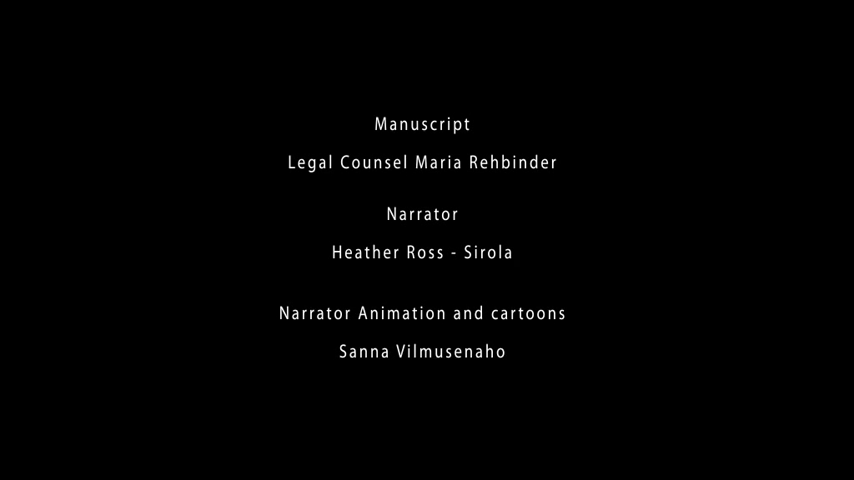 Manuscript
Legal Counsel Maria Rehbinder
Narrator
Heather Ross - Sirola
Narrator Animation and cartoons
Sanna Vilmusenaho